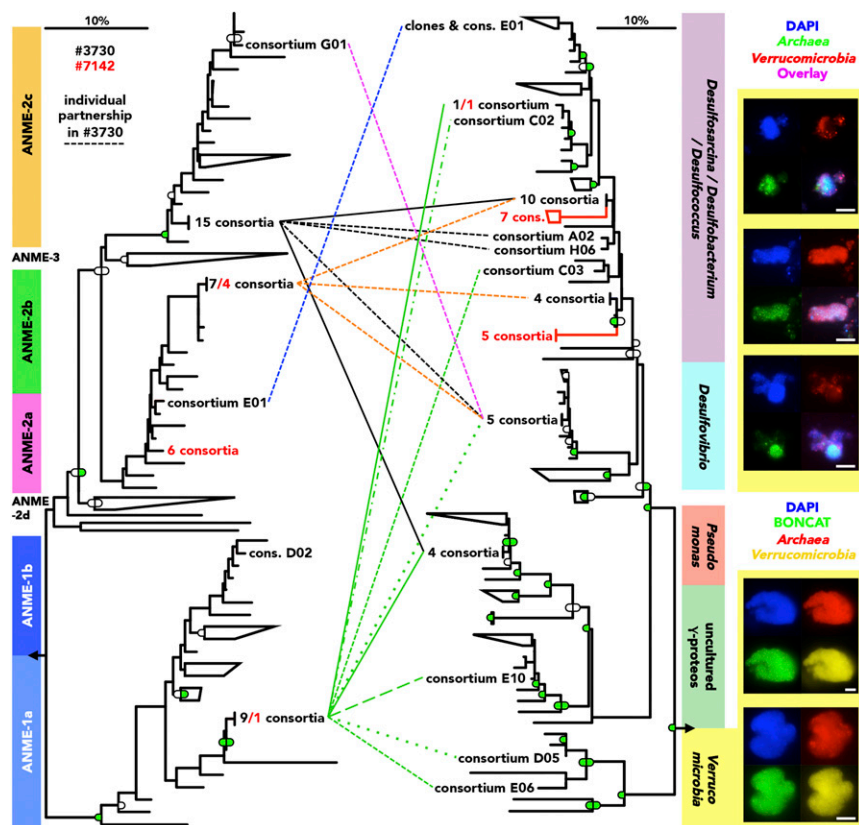 10%
#3730
#7142
individual
partnership
in #3730
ANME-2c
ANME-3
ANME-2b
ANME-2a
ANME
-2d
ANME-1b
ANME-1a
consortium G01
15 consortia
7/4 consortia
consortium E01
6 consortia
cons. D02
9/1 consortia
clones & cons. E01
1/1 consortium
consortium C02
10 consortia
7 cons.
consortium A02
consortium H06
consortium C03
4 consortia
5 consortia
5 consortia
4 consortia
consortium E10
consortium D05
consortium E06
10%
Desulfosarcina / Desulfobacterium
/ Desulfococcus
Desulfovibrio
Pseudo
monas
uncultured
γ-proteos
Verruco
microbia
DAPI
Archaea
Verrucomicrobia
Overlay
DAPI
BONCAT
Archaea
Verrucomicrobia